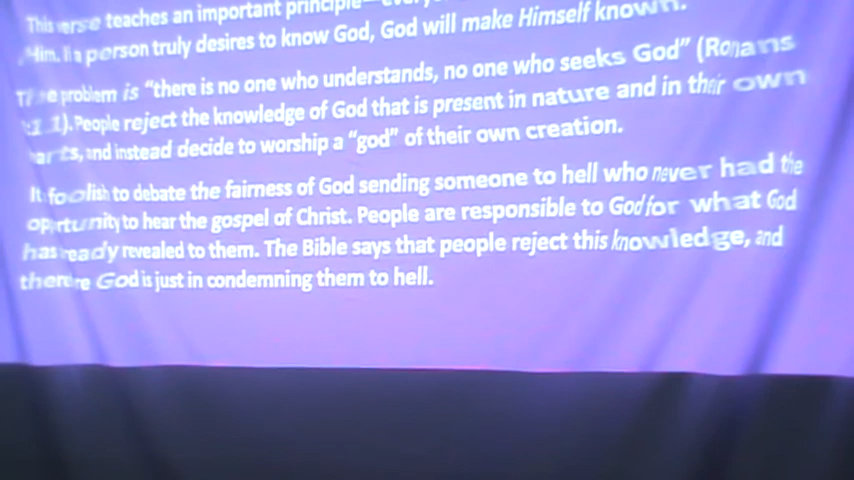 This verse teaches an important principle—
Him. If a person truly desires to know God, God will make Himself known.
The problem is "there is no one who understands, no one who seeks God" (Romans
People reject the knowledge of God that is present in nature and in their own
hearts, and instead decide to worship a "god" of their own creation.
It foolish to debate the fairness of God sending someone to hell who never had the
opportunity to hear the gospel of Christ. People are responsible to God for what God
has already revealed to them. The Bible says that people reject this knowledge, and
therefore God is just in condemning them to hell.